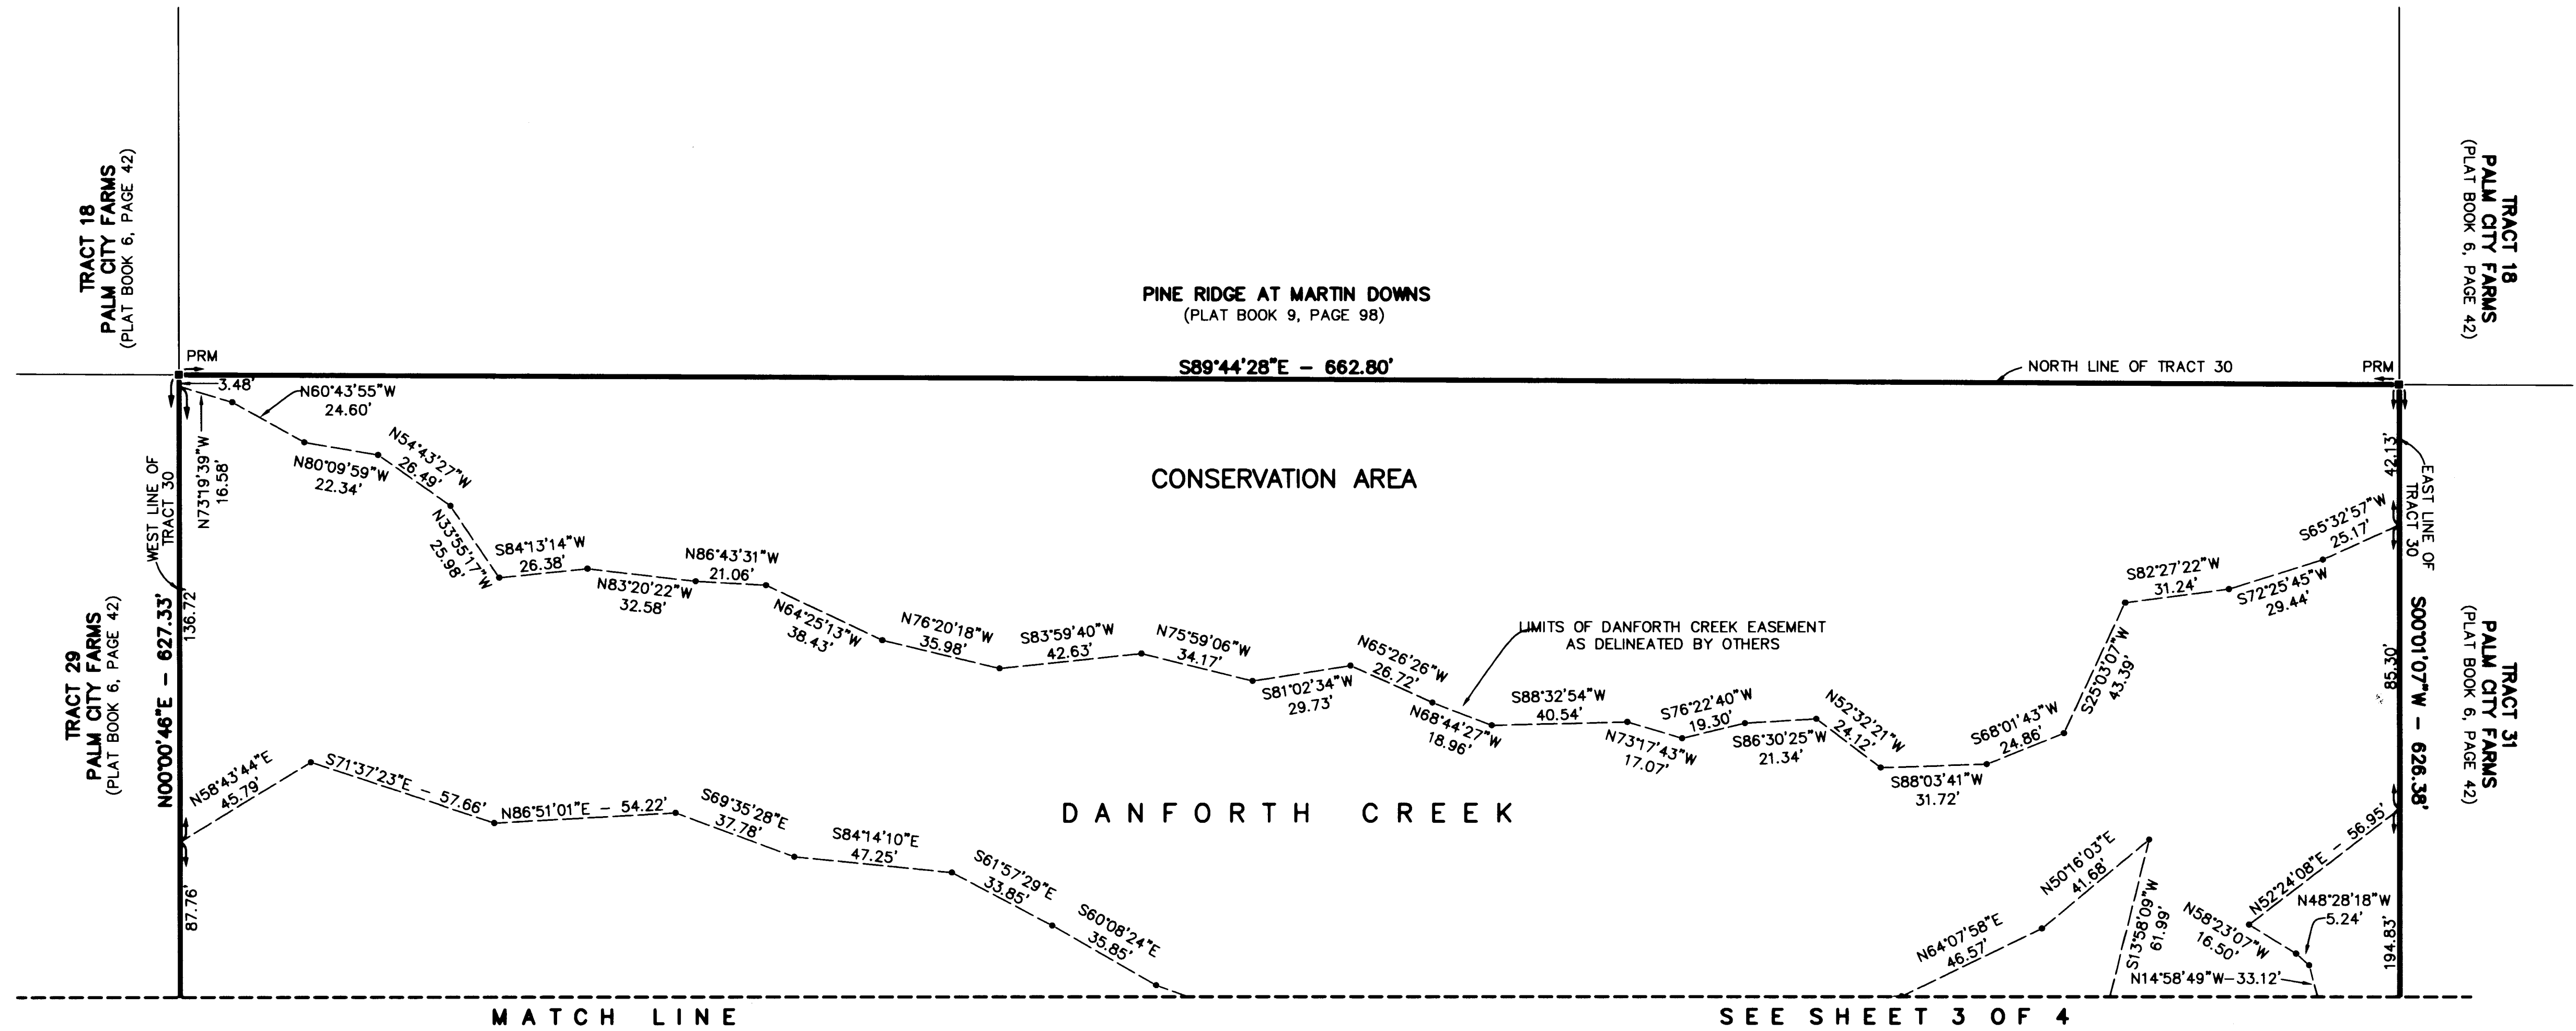 TRACT 18
PALM CITY FARMS
(PLAT BOOK 6, PAGE 42)
TRACT 18
PALM CITY FARMS
(PLAT BOOK 6, PAGE 42)
PINE RIDGE AT MARTIN DOWNS
(PLAT BOOK 9, PAGE 98)
PRM
S89°44'28"E - 662.80'
NORTH LINE OF TRACT 30
PRM
3.48'
N60°43'55"W
24.60'
N73°19'39"W
16.58'
N80°09'59"W
22.34'
N54°43'27"W
26.49'
N33°55'17"W
25.98'
S84°13'14"W
26.38'
N83°20'22"W
32.58'
N86°43'31"W
21.06'
N64°25'13"W
38.43'
N76°20'18"W
35.98'
S83°59'40"W
42.63'
N75°59'06"W
34.17'
S81°02'34"W
29.73'
N65°26'26"W
26.72'
N68°44'27"W
18.96'
S88°32'54"W
40.54'
N73°17'43"W
17.07'
S76°22'40"W
19.30'
S86°30'25"W
21.34'
N52°32'21"W
24.12'
S88°03'41"W
31.72'
S68°01'43"W
24.86'
S25°03'07"W
43.39'
S82°27'22"W
31.24'
S72°25'45"W
29.44'
S65°32'57"W
25.17'
42.13'
EAST LINE OF
TRACT 30
CONSERVATION AREA
LIMITS OF DANFORTH CREEK EASEMENT
AS DELINEATED BY OTHERS
WEST LINE OF
TRACT 30
136.72'
N00°00'46"E - 627.33'
TRACT 29
PALM CITY FARMS
(PLAT BOOK 6, PAGE 42)
85.30'
S00°01'07"W - 626.38'
TRACT 31
PALM CITY FARMS
(PLAT BOOK 6, PAGE 42)
DANFORTH CREEK
N58°43'44"E
45.79'
S71°37'23"E - 57.66'
N86°51'01"E - 54.22'
S69°35'28"E
37.78'
S84°14'10"E
47.25'
S61°57'29"E
33.85'
S60°08'24"E
35.85'
87.76'
N64°07'58"E
46.57'
N50°16'03"E
41.68'
S13°58'09"W
61.99'
N52°24'08"E - 56.95'
N58°23'07"W
16.50'
N48°28'18"W
5.24'
N14°58'49"W-33.12'
194.83'
MATCH LINE
SEE SHEET 3 OF 4